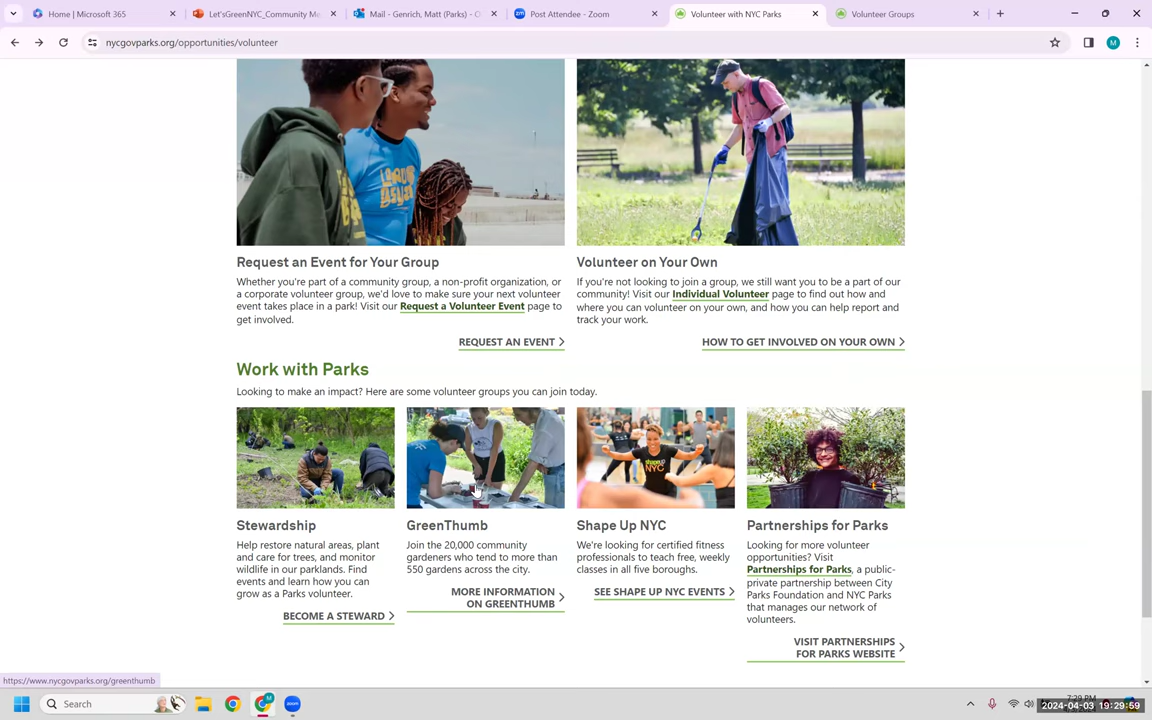 Home | Microsoft 365
Let'sGreenNYC_Community Me
Mail - Genrich, Matt (Parks) - O
Post Attendee - Zoom
Volunteer with NYC Parks
Volunteer Groups
nycgovparks.org/opportunities/volunteer
M
Request an Event for Your Group
Whether you're part of a community group, a non-profit organization, or
a corporate volunteer group, we'd love to make sure your next volunteer
event takes place in a park! Visit our Request a Volunteer Event page to
get involved.
REQUEST AN EVENT
Volunteer on Your Own
If you're not looking to join a group, we still want you to be a part of our
community! Visit our Individual Volunteer page to find out how and
where you can volunteer on your own, and how you can help report and
track your work.
HOW TO GET INVOLVED ON YOUR OWN
Work with Parks
Looking to make an impact? Here are some volunteer groups you can join today.
shapeup
NYC
Stewardship
Help restore natural areas, plant
and care for trees, and monitor
wildlife in our parklands. Find
events and learn how you can
grow as a Parks volunteer.
BECOME A STEWARD
GreenThumb
Join the 20,000 community
gardeners who tend to more than
550 gardens across the city.
MORE INFORMATION
ON GREENTHUMB
Shape Up NYC
We're looking for certified fitness
professionals to teach free, weekly
classes in all five boroughs.
SEE SHAPE UP NYC EVENTS
Partnerships for Parks
Looking for more volunteer
opportunities? Visit
Partnerships for Parks, a public-
private partnership between City
Parks Foundation and NYC Parks
that manages our network of
volunteers.
VISIT PARTNERSHIPS
FOR PARKS WEBSITE
https://www.nycgovparks.org/greenthumb
Search
zoom
7:29 PM
2024-04-03 19:29:59